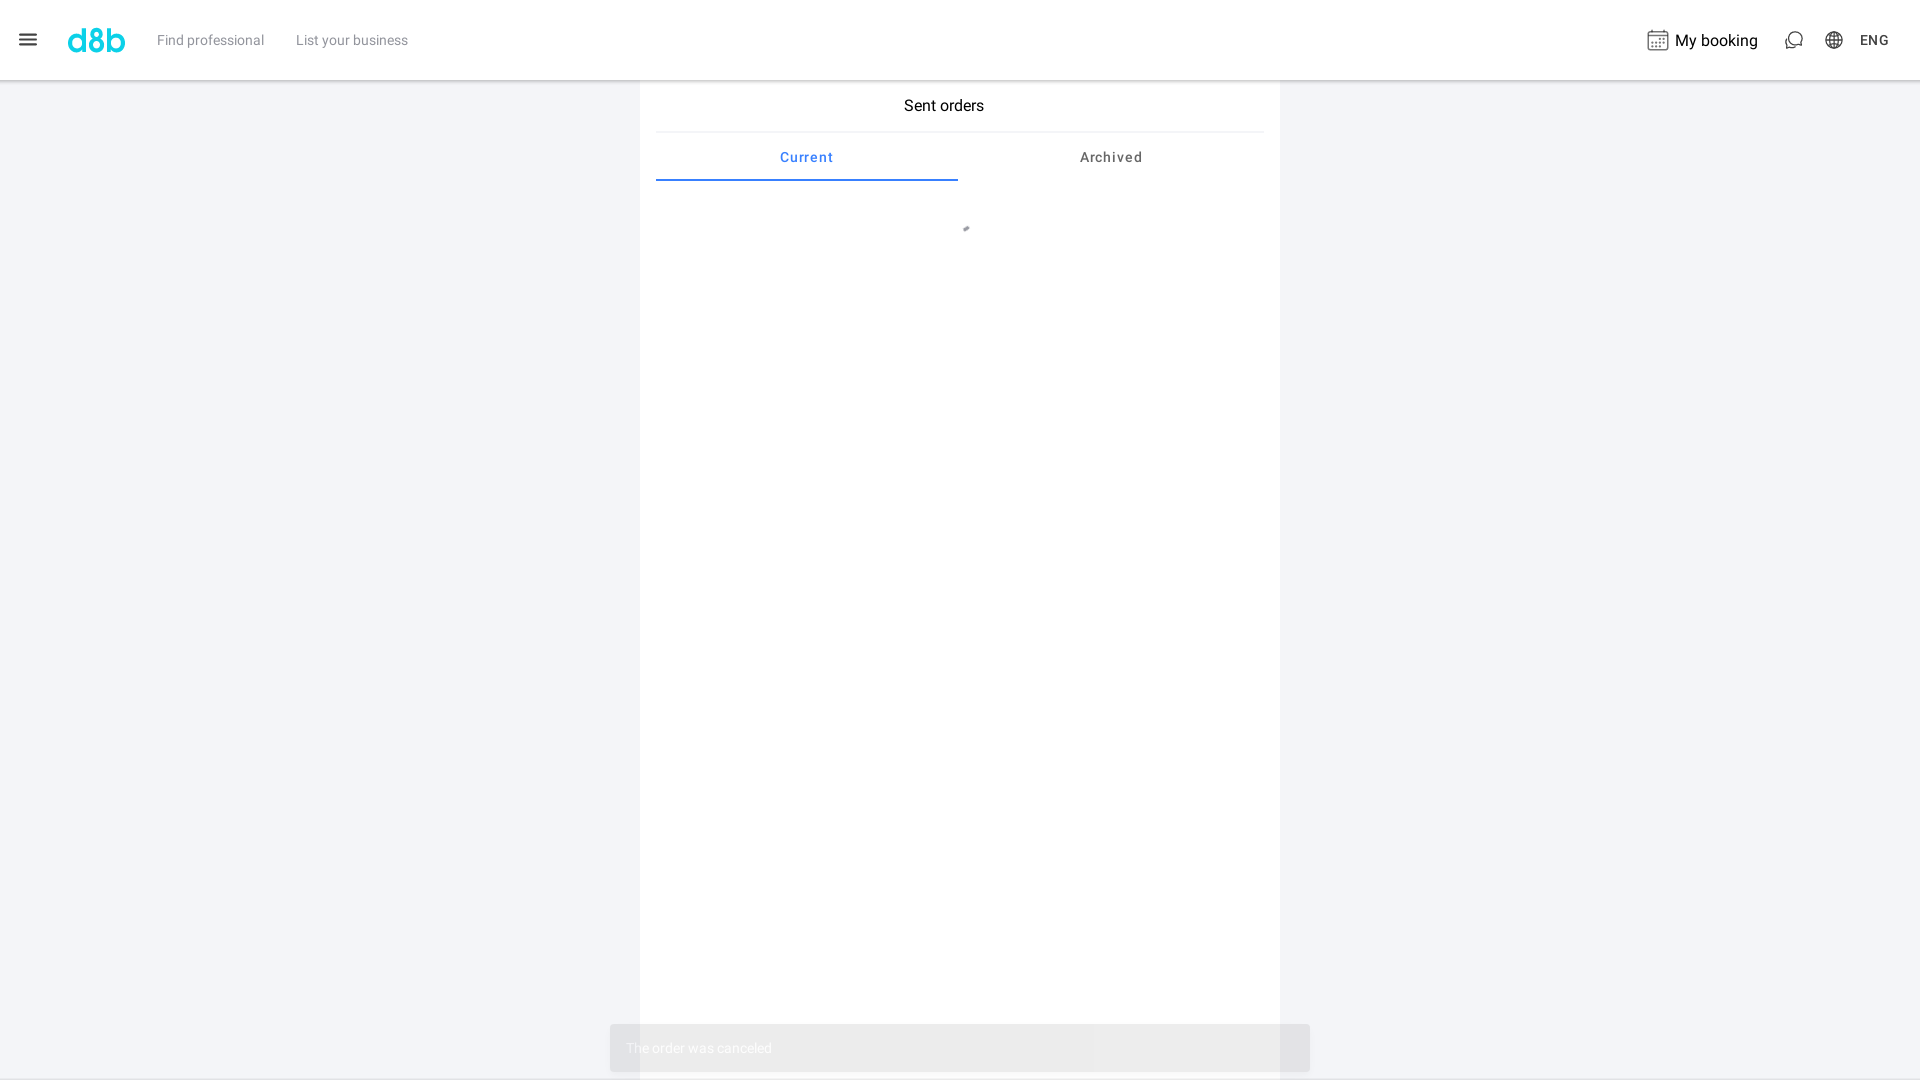 d8b
Find professional
List your business
My booking
ENG
Sent orders
Current
Archived
The order was canceled